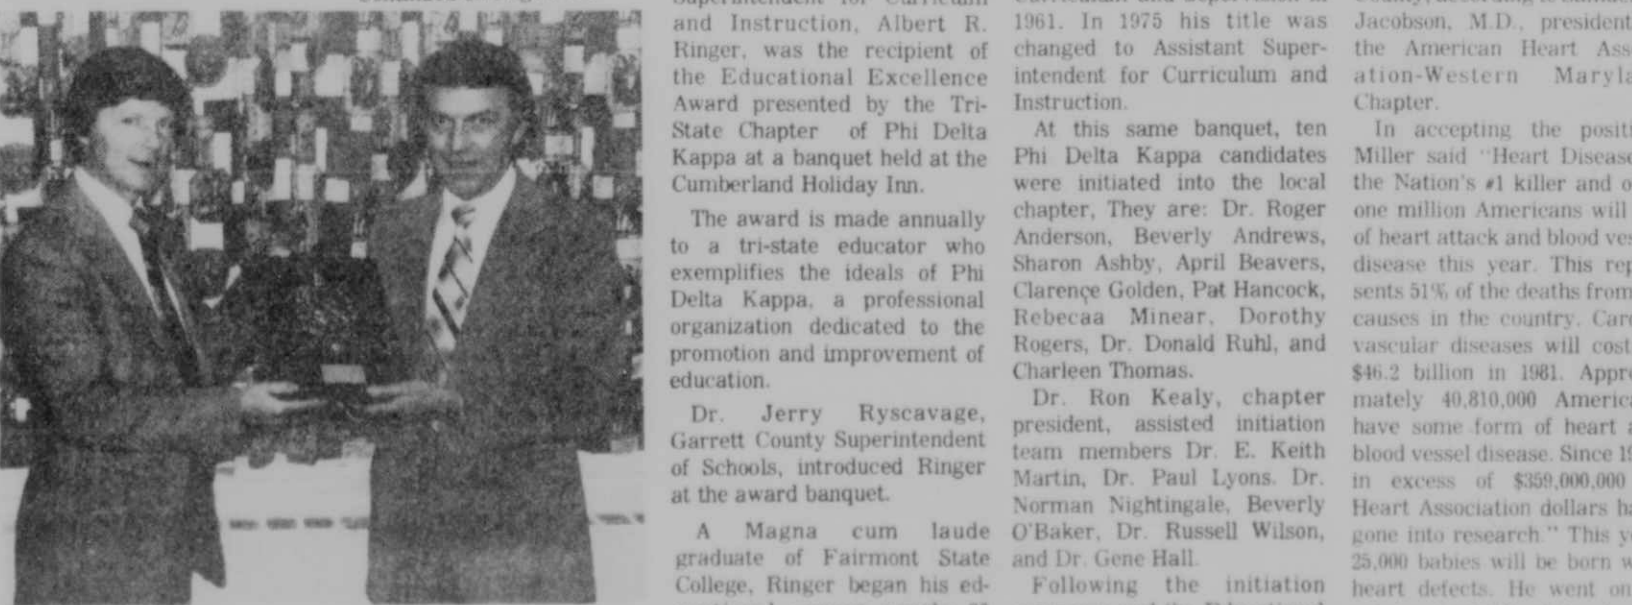 and Instruction, Albert R.
Ringer, was the recipient of
the Educational Excellence
Award presented by the Tri-
State Chapter of Phi Delta
Kappa at a banquet held at the
Cumberland Holiday Inn.
The award is made annually
to a tri-state educator who
exemplifies the ideals of Phi
Delta Kappa, a professional
organization dedicated to the
promotion and improvement of
education.
Dr. Jerry Ryscavage,
Garrett County Superintendent
of Schools, introduced Ringer
at the award banquet.
A Magna cum laude
graduate of Fairmont State
College, Ringer began his ed-
1961. In 1975 his title was
changed to Assistant Super-
intendent for Curriculum and
Instruction.
At this same banquet, ten
Phi Delta Kappa candidates
were initiated into the local
chapter, They are: Dr. Roger
Anderson, Beverly Andrews,
Sharon Ashby, April Beavers,
Clarence Golden, Pat Hancock,
Rebecaa Minear, Dorothy
Rogers, Dr. Donald Ruhl, and
Charleen Thomas.
Dr. Ron Kealy, chapter
president, assisted initiation
team members Dr. E. Keith
Martin, Dr. Paul Lyons. Dr.
Norman Nightingale, Beverly
O'Baker, Dr. Russell Wilson,
and Dr. Gene Hall.
Following the initiation
Jacobson, M.D., president
the American Heart Ass
ation-Western Maryla
Chapter.
In accepting the positi
Miller said "Heart Disease
the Nation's #1 killer and o
one million Americans will
of heart attack and blood ves
disease this year. This rep
sents 51% of the deaths from
causes in the country. Card
vascular diseases will cost
$46.2 billion in 1981. Appro
mately 40,810,000 America
have some form of heart a
blood vessel disease. Since 19
in excess of $359,000,000
Heart Association dollars ha
gone into research." This ye
25,000 babies will be born w
heart defects. He went on